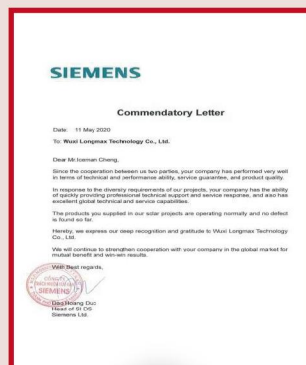 SIEMENS
Commendatory Letter
Date: 11 May 2020
To: Wuxi Longmax Technology Co., Ltd.
Dear Mr.Iceman Cheng,
Since the cooperation between us two parties, your company has performed very well
in terms of technical and performance ability, service guarantee, and product quality.
In response to the diversity requirements of our projects, your company has the ability
of quickly providing professional technical support and service response, and also has
excellent global technical and service capabilities.
The products you supplied in our solar projects are operating normally and no defect
is found so far.
Hereby, we express our deep recognition and gratitude to Wuxi Longmax Technology
Co., Ltd.
We will continue to strengthen cooperation with your company in the global market for
mutual benefit and win-win results.
With Best regards,
SIEMENS
Dao Hoang Duc
Head of SI DS
Siemens Ltd.